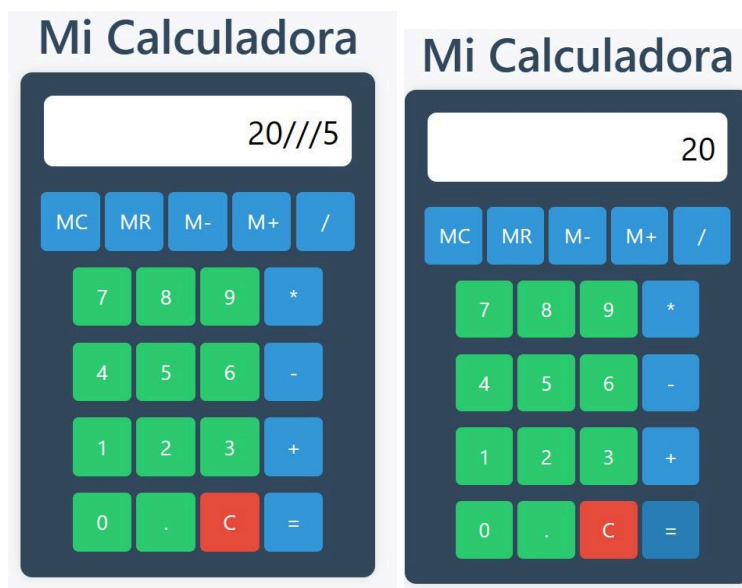 Mi Calculadora
20///5
MC MR M- M+ /
7 8 9 *
4 5 6 -
1 2 3 +
0 . C =
Mi Calculadora
20
MC MR M- M+ /
7 8 9 *
4 5 6 -
1 2 3 +
0 . C =